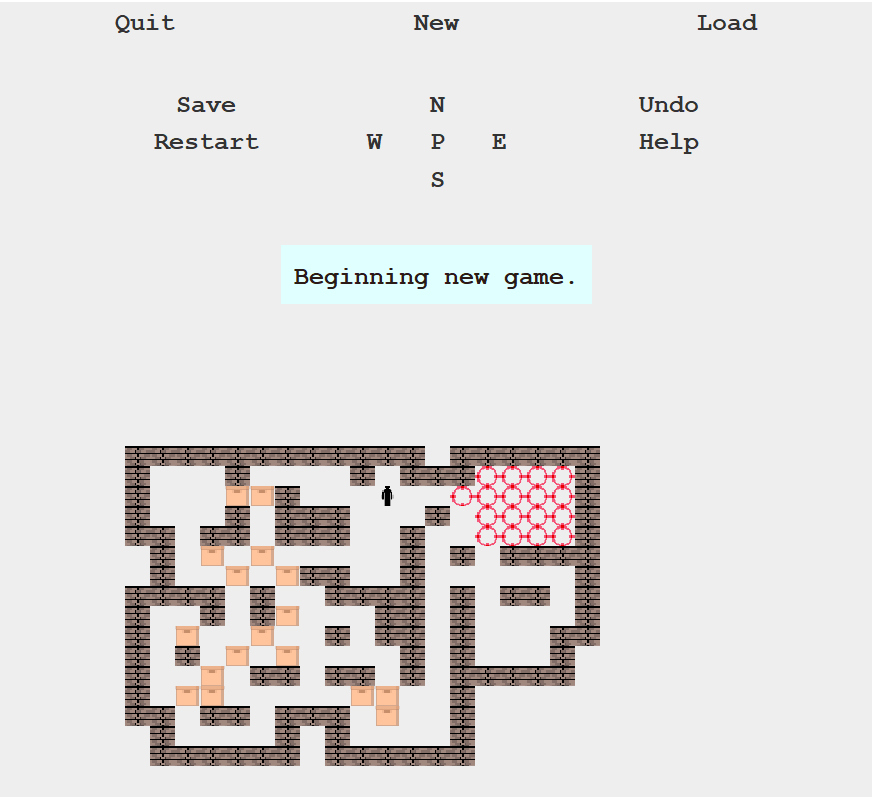 Quit New Load
Save N Undo
Restart W P E Help
S
Beginning new game.